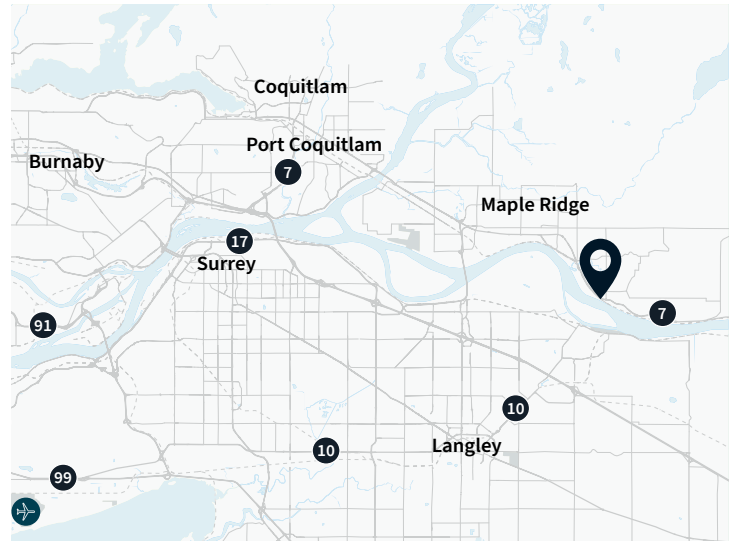 Coquitlam
Port Coquitlam
Burnaby
7
Maple Ridge
17
Surrey
7
91
10
Langley
10
99